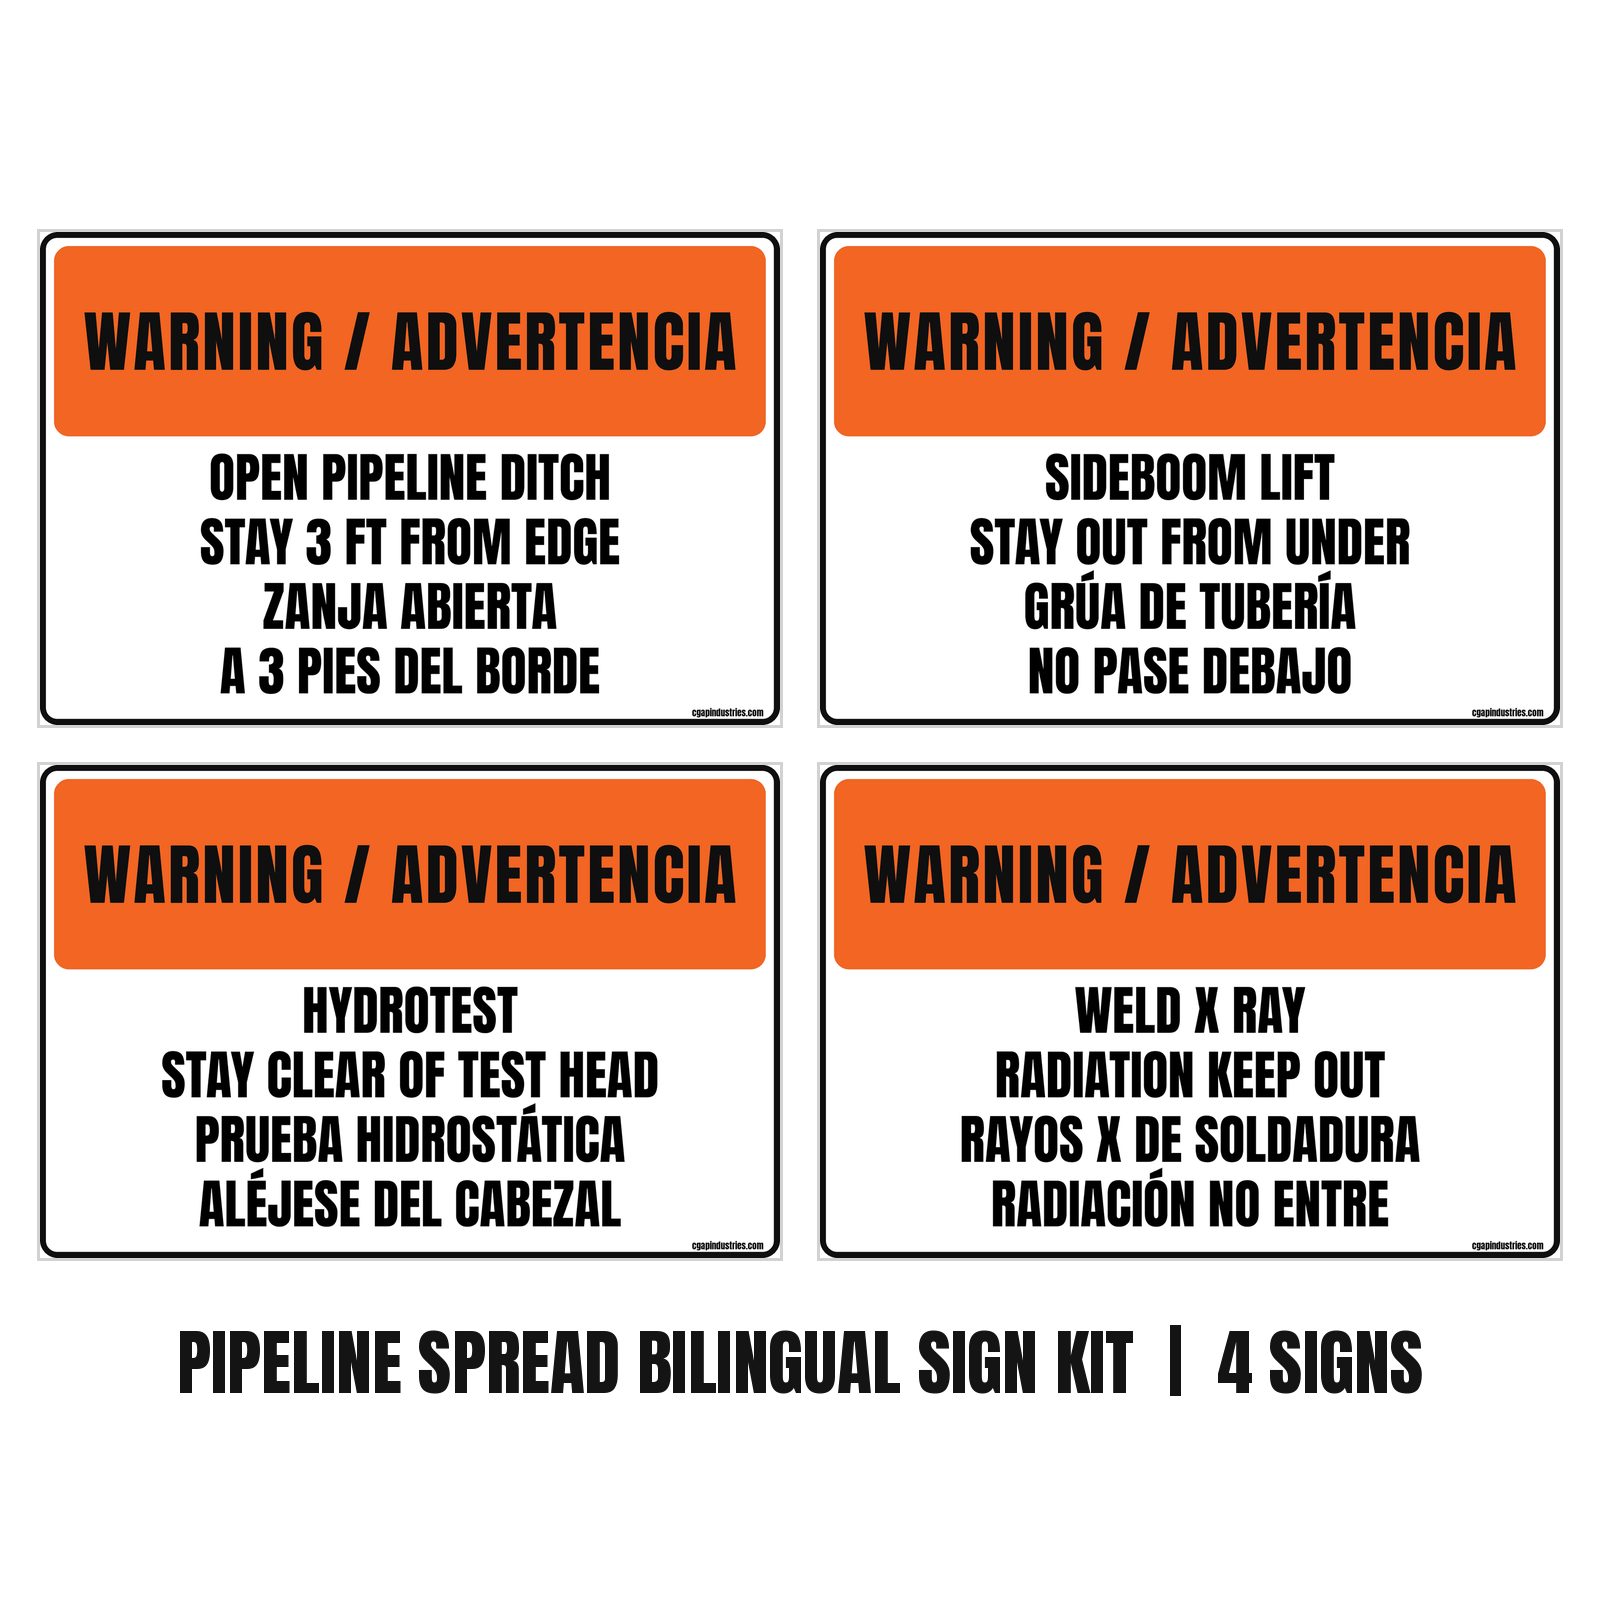 WARNING / ADVERTENCIA
OPEN PIPELINE DITCH
STAY 3 FT FROM EDGE
ZANJA ABIERTA
A 3 PIES DEL BORDE
cgapindustries.com
WARNING / ADVERTENCIA
SIDEBOOM LIFT
STAY OUT FROM UNDER
GRÚA DE TUBERÍA
NO PASE DEBAJO
cgapindustries.com
WARNING / ADVERTENCIA
HYDROTEST
STAY CLEAR OF TEST HEAD
PRUEBA HIDROSTÁTICA
ALÉJESE DEL CABEZAL
cgapindustries.com
WARNING / ADVERTENCIA
WELD X RAY
RADIATION KEEP OUT
RAYOS X DE SOLDADURA
RADIACIÓN NO ENTRE
cgapindustries.com
PIPELINE SPREAD BILINGUAL SIGN KIT | 4 SIGNS